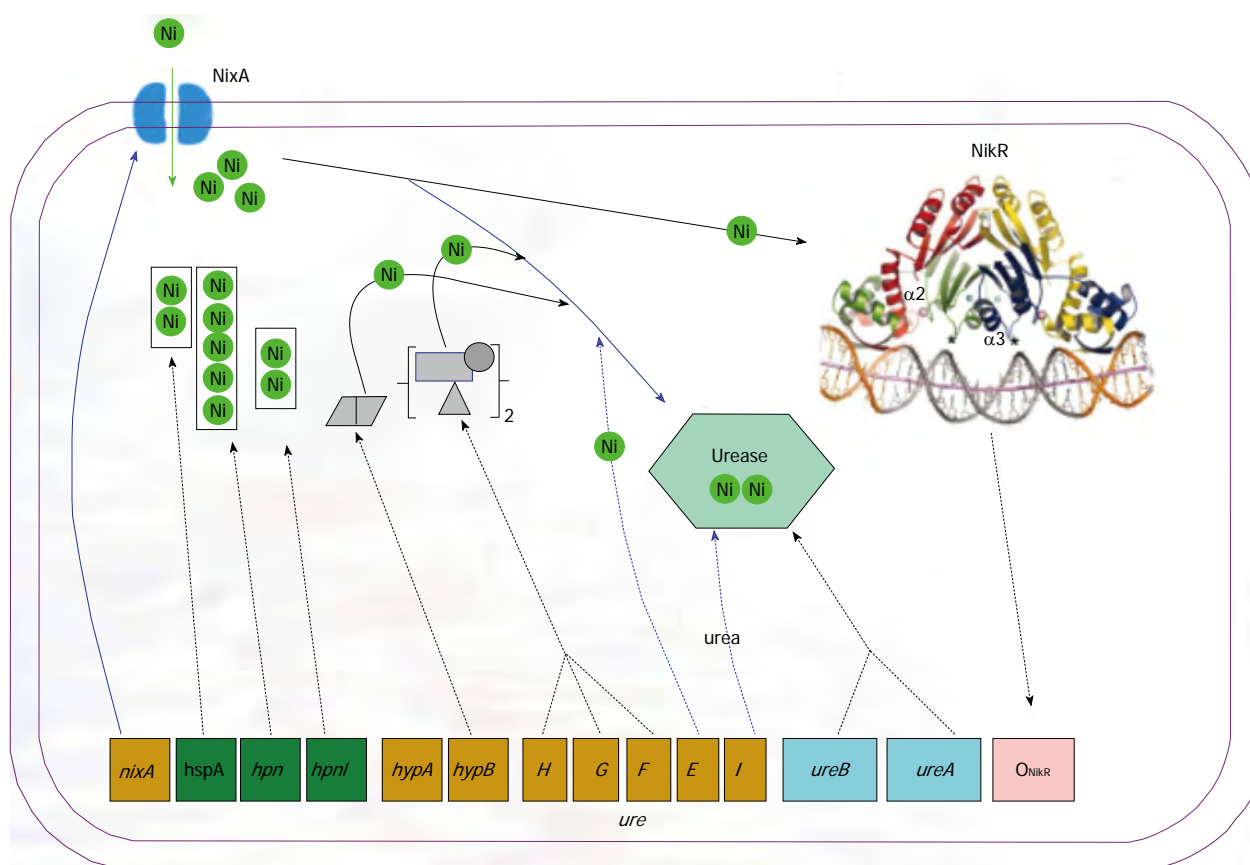 Ni
NixA
Ni
Ni
Ni
NikR
Ni
Ni
Ni
Ni
Ni
Ni
Ni
Ni
Ni
Ni
Ni
Ni
α2
α3
* *
2
Ni
Urease
Ni Ni
urea
nixA hspA hpn hpnl hypA hypB H G F E I ureB ureA ONikR
ure